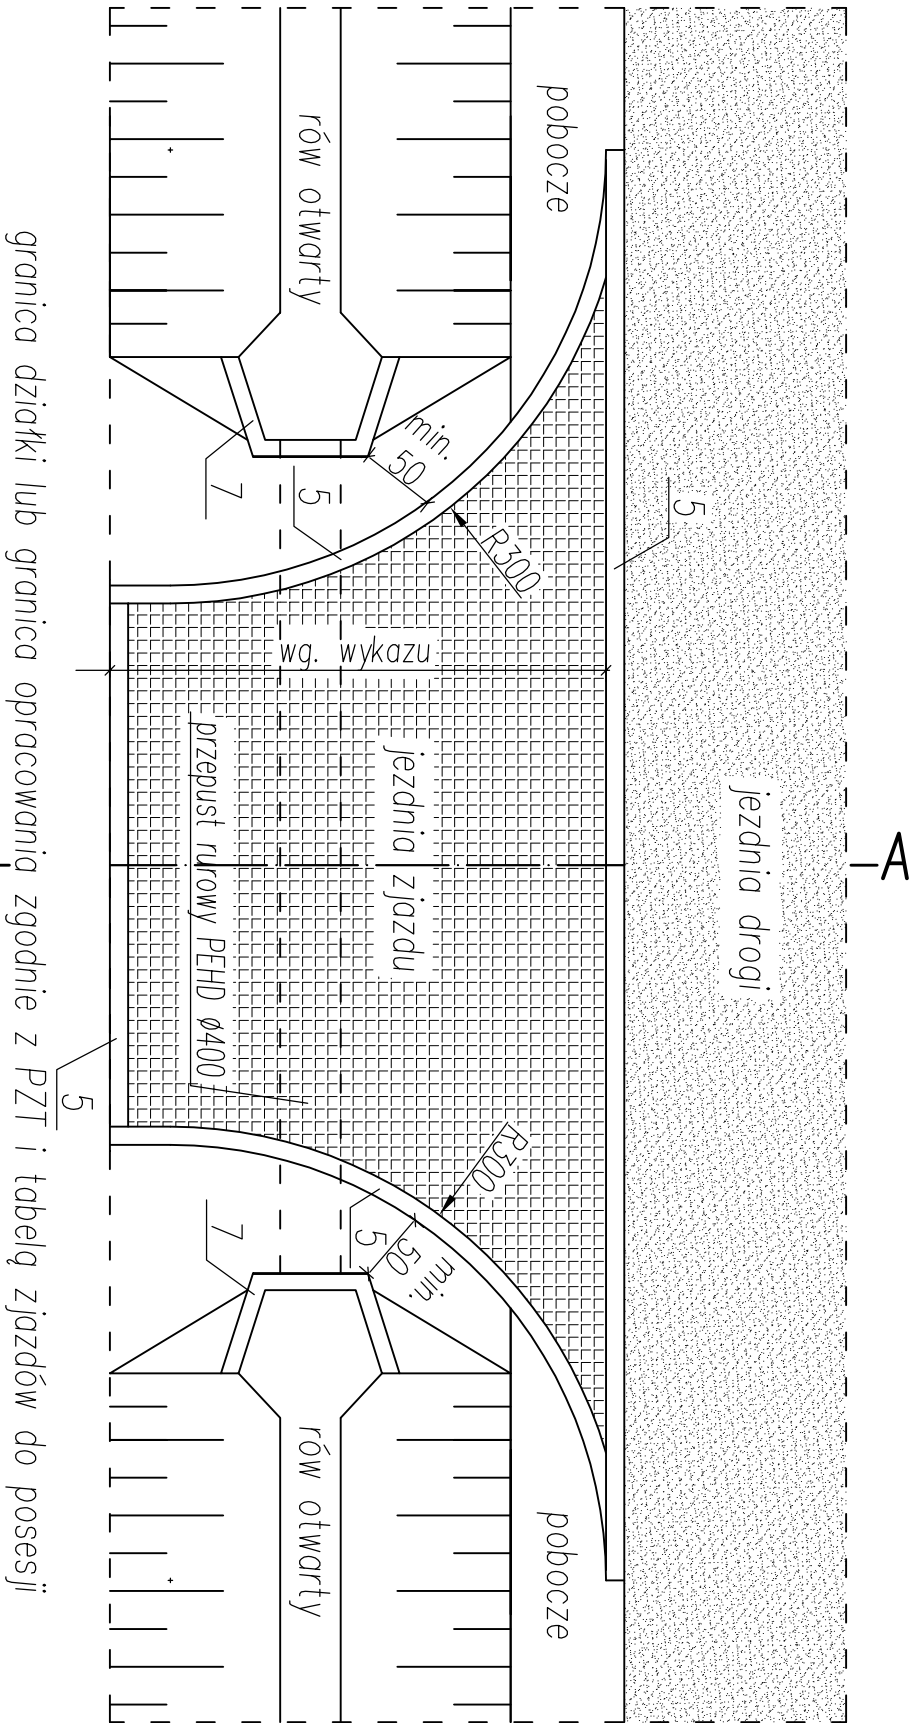 A
jezdnia drogi
5
pobocze
pobocze
R300
R300
min.
50
min.
50
jezdnia zjazdu
wg. wykazu
rów otwarty
rów otwarty
5
5
przepust rurowy PEHD ϕ400
7
7
5
granica działki lub granica opracowania zgodnie z PZT i tabelą zjazdów do posesji